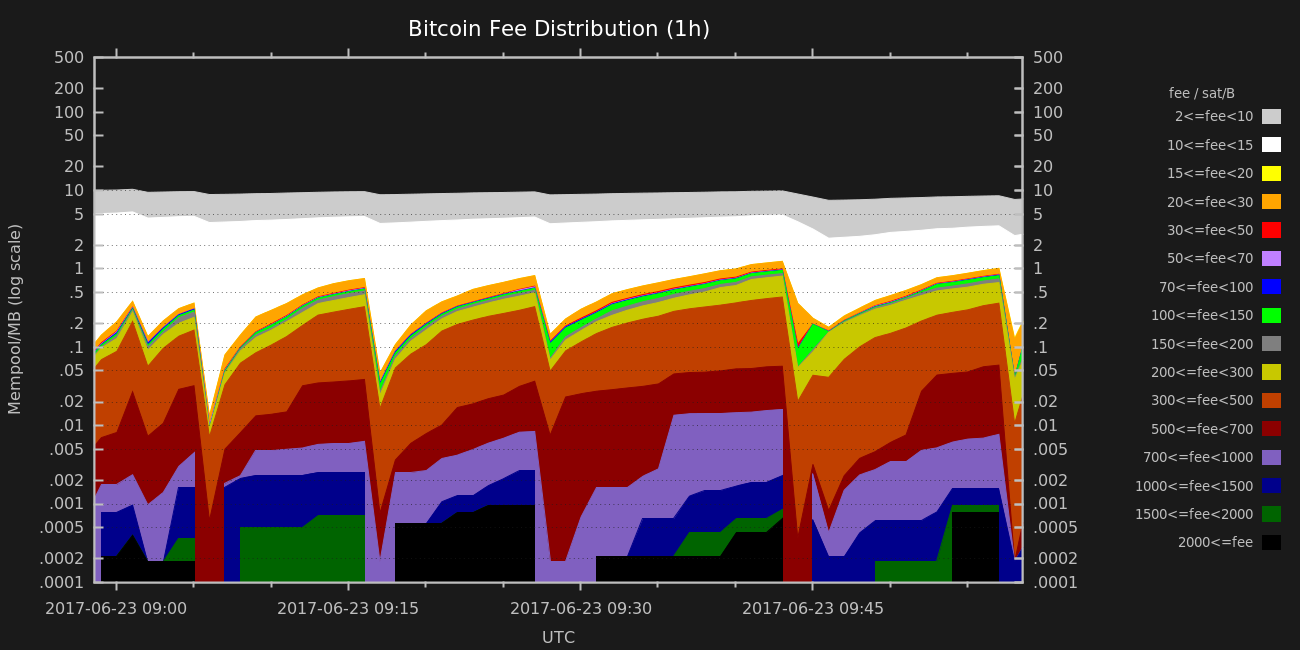 Bitcoin Fee Distribution (1h)
500 500
200 200
100 100
50 50
20 20
10 10
5 5
2 2
1 1
.5 .5
.2 .2
.1 .1
.05 .05
.02 .02
.01 .01
.005 .005
.002 .002
.001 .001
.0005 .0005
.0002 .0002
.0001 .0001
Mempool/MB (log scale)
2017-06-23 09:00 2017-06-23 09:15 2017-06-23 09:30 2017-06-23 09:45
UTC
fee / sat/B
2<=fee<10
10<=fee<15
15<=fee<20
20<=fee<30
30<=fee<50
50<=fee<70
70<=fee<100
100<=fee<150
150<=fee<200
200<=fee<300
300<=fee<500
500<=fee<700
700<=fee<1000
1000<=fee<1500
1500<=fee<2000
2000<=fee